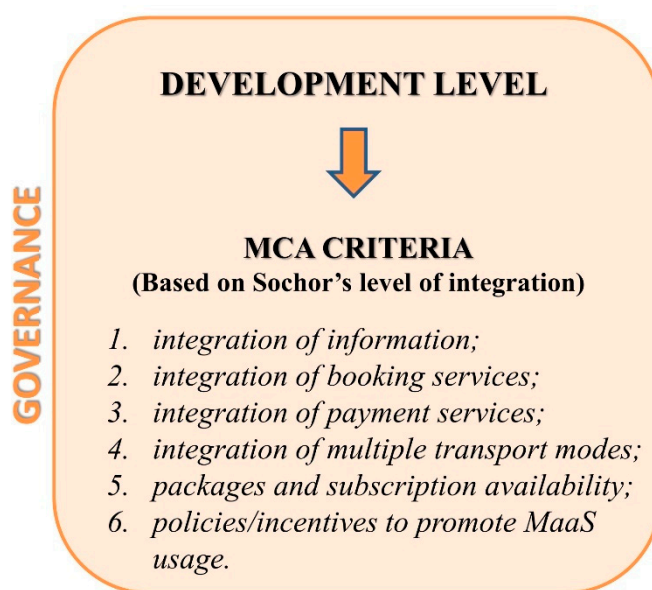 GOVERNANCE
DEVELOPMENT LEVEL
MCA CRITERIA
(Based on Sochor's level of integration)
1. integration of information;
2. integration of booking services;
3. integration of payment services;
4. integration of multiple transport modes;
5. packages and subscription availability;
6. policies/incentives to promote MaaS
usage.